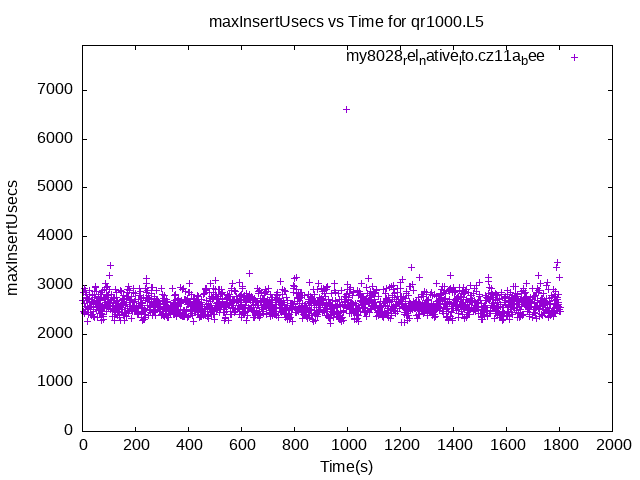 maxInsertUsecs vs Time for qr1000.L5
my8028relnativelto.cz11abee
7000
6000
5000
4000
3000
2000
1000
0
maxInsertUsecs
0 200 400 600 800 1000 1200 1400 1600 1800 2000
Time(s)